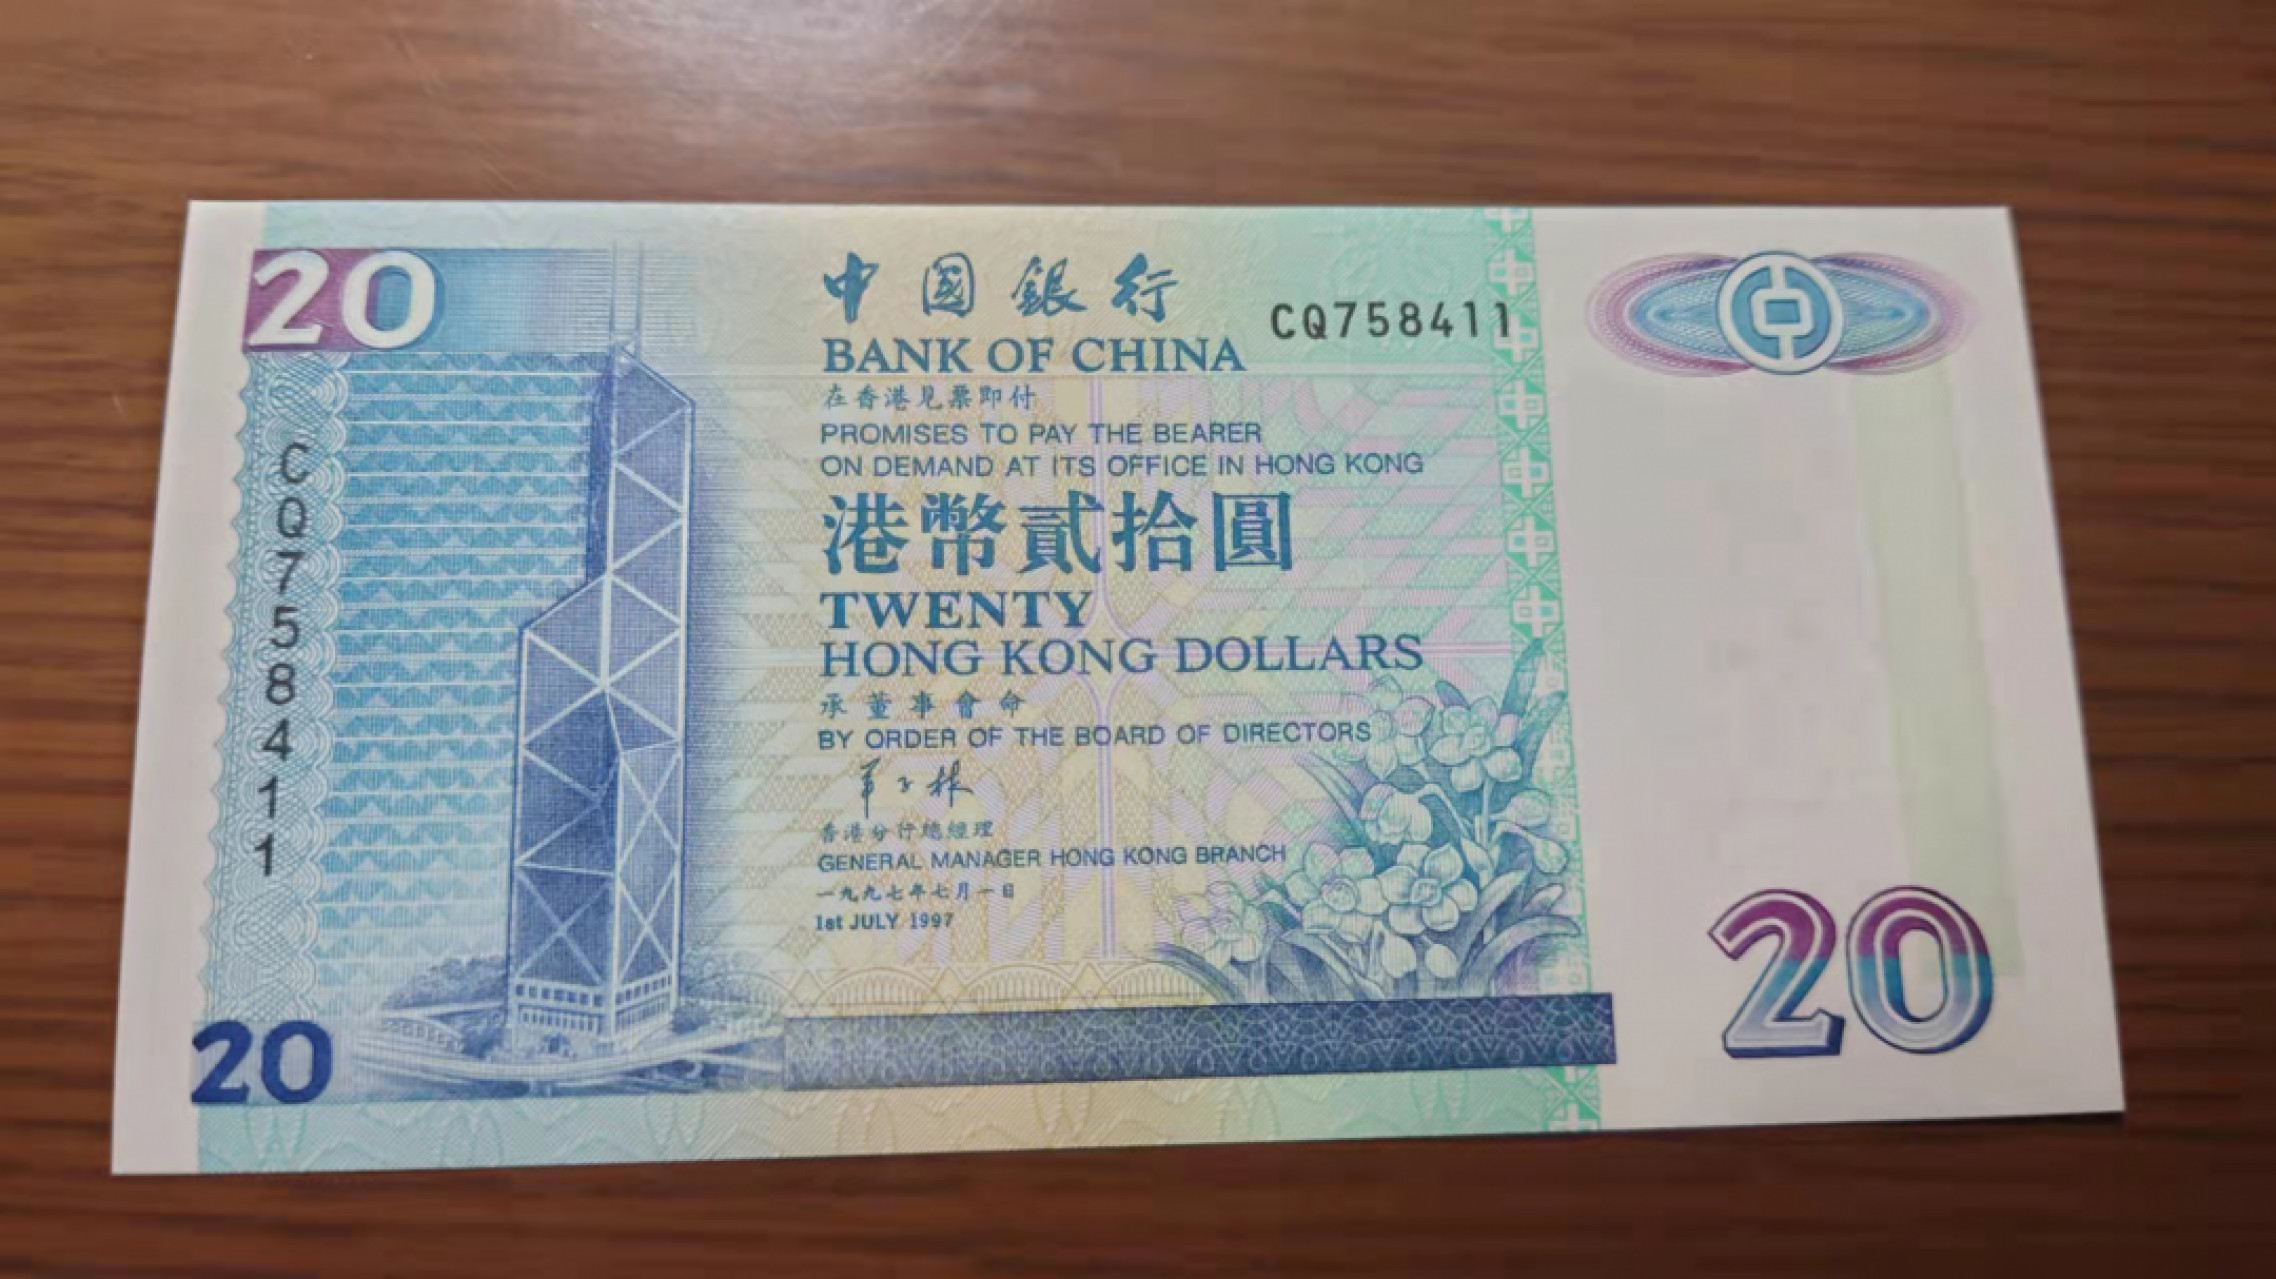 20
中國銀行
CQ758411
BANK OF CHINA
在香港見票即付
PROMISES TO PAY THE BEARER
ON DEMAND AT ITS OFFICE IN HONG KONG
CQ758411
港幣貳拾圓
TWENTY
HONG KONG DOLLARS
承董事會命
BY ORDER OF THE BOARD OF DIRECTORS
香港分行總經理
GENERAL MANAGER HONG KONG BRANCH
一九九七年七月一日
1st JULY 1997
20
20